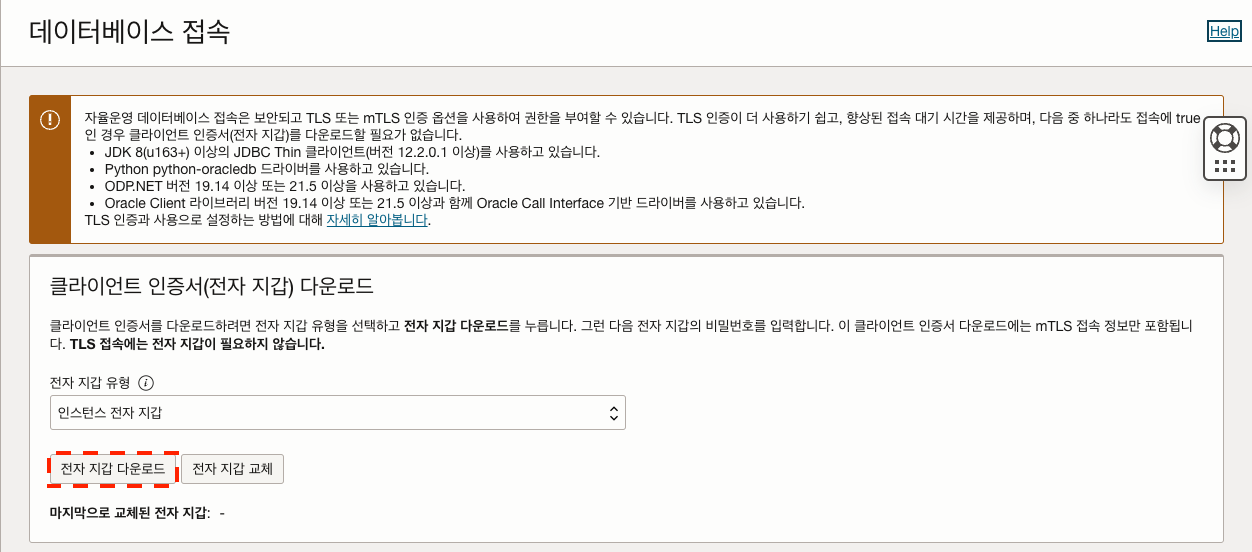 데이터베이스 접속
Help
자율운영 데이터베이스 접속은 보안되고 TLS 또는 mTLS 인증 옵션을 사용하여 권한을 부여할 수 있습니다. TLS 인증이 더 사용하기 쉽고, 향상된 접속 대기 시간을 제공하며, 다음 중 하나라도 접속에 true
인 경우 클라이언트 인증서(전자 지갑)를 다운로드할 필요가 없습니다.
• JDK 8(u163+) 이상의 JDBC Thin 클라이언트(버전 12.2.0.1 이상)를 사용하고 있습니다.
• Python python-oracledb 드라이버를 사용하고 있습니다.
• ODP.NET 버전 19.14 이상 또는 21.5 이상을 사용하고 있습니다.
• Oracle Client 라이브러리 버전 19.14 이상 또는 21.5 이상과 함께 Oracle Call Interface 기반 드라이버를 사용하고 있습니다.
TLS 인증과 사용으로 설정하는 방법에 대해 자세히 알아봅니다.
클라이언트 인증서(전자 지갑) 다운로드
클라이언트 인증서를 다운로드하려면 전자 지갑 유형을 선택하고 전자 지갑 다운로드를 누릅니다. 그런 다음 전자 지갑의 비밀번호를 입력합니다. 이 클라이언트 인증서 다운로드에는 mTLS 접속 정보만 포함됩니
다. TLS 접속에는 전자 지갑이 필요하지 않습니다.
전자 지갑 유형
인스턴스 전자 지갑
전자 지갑 다운로드 전자 지갑 교체
마지막으로 교체된 전자 지갑: -